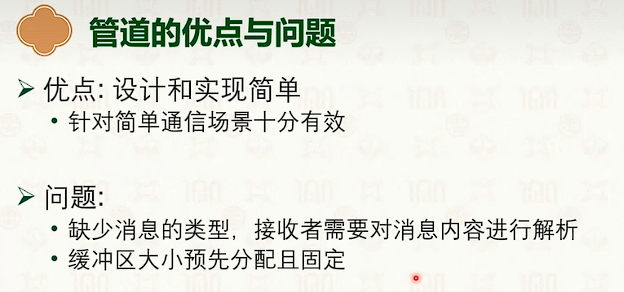 管道的优点与问题
➢ 优点: 设计和实现简单
• 针对简单通信场景十分有效
➢ 问题:
• 缺少消息的类型，接收者需要对消息内容进行解析
• 缓冲区大小预先分配且固定